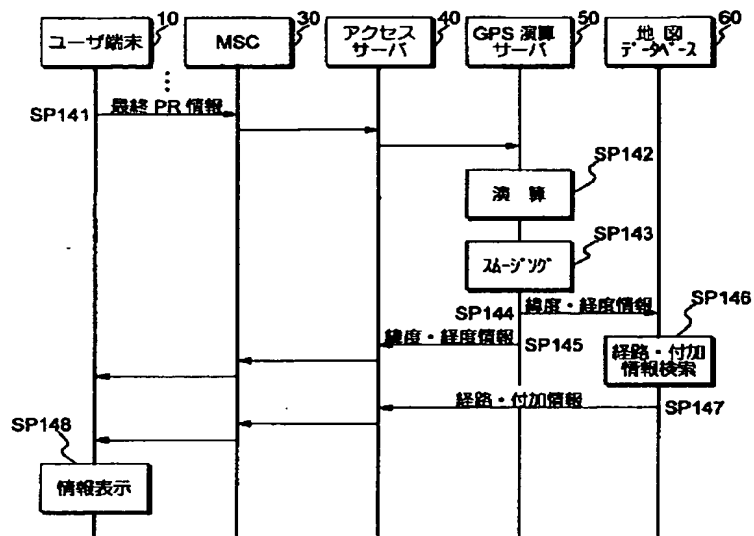 10
30
40
50
60
ユーザ端末
MSC
アクセス
サーバ
GPS 演算
サーバ
地図
データベース
SP141
最終 PR 情報
SP142
演算
SP143
スムージング
SP144
緯度・経度情報
SP146
緯度・経度情報
SP145
経路・付加
情報検索
経路・付加情報
SP147
SP148
情報表示